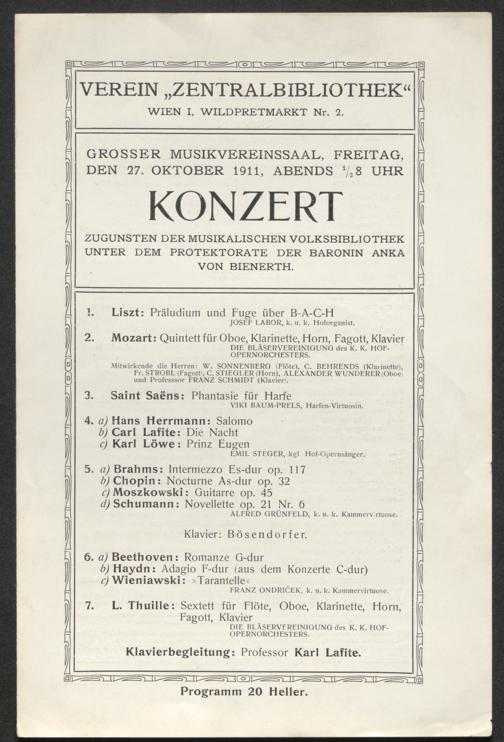 VEREIN „ZENTRALBIBLIOTHEK“
WIEN I, WILDPRETMARKT Nr. 2.
GROSSER MUSIKVEREINSSAAL, FREITAG,
DEN 27. OKTOBER 1911, ABENDS ½8 UHR
KONZERT
ZUGUNSTEN DER MUSIKALISCHEN VOLKSBIBLIOTHEK
UNTER DEM PROTEKTORATE DER BARONIN ANKA
VON BIENERTH.
1. Liszt: Präludium und Fuge über B-A-C-H
JOSEF LABOR, k. u. k. Hoforganist.
2. Mozart: Quintett für Oboe, Klarinette, Horn, Fagott, Klavier
DIE BLÄSERVEREINIGUNG des K. K. HOF-
OPERNORCHESTERS.
Mitwirkende die Herren: W. SONNENBERG (Flöte), C. BEHRENDS (Klarinette),
Fr. STROBL (Fagott), C. STIEGLER (Horn), ALEXANDER WUNDERER (Oboe)
und Professor FRANZ SCHMIDT (Klavier).
3. Saint Saëns: Phantasie für Harfe
VIKI BAUM-PRELS, Harfen-Virtuosin.
4. a) Hans Herrmann: Salomo
b) Carl Lafite: Die Nacht
c) Karl Löwe: Prinz Eugen
EMIL STEGER, kgl Hof-Opernsänger.
5. a) Brahms: Intermezzo Es-dur op. 117
b) Chopin: Nocturne As-dur op. 32
c) Moszkowski: Guitarre op. 45
d) Schumann: Novellette op. 21 Nr. 6
ALFRED GRÜNFELD, k. u. k. Kammervirtuose.
Klavier: Bösendorfer.
6. a) Beethoven: Romanze G-dur
b) Haydn: Adagio F-dur (aus dem Konzerte C-dur)
c) Wieniawski: »Tarantelle«
FRANZ ONDRIČEK, k. u. k. Kammervirtuose.
7. L. Thuille: Sextett für Flöte, Oboe, Klarinette, Horn,
Fagott, Klavier
DIE BLÄSERVEREINIGUNG des K. K. HOF-
OPERNORCHESTERS.
Klavierbegleitung: Professor Karl Lafite.
Programm 20 Heller.